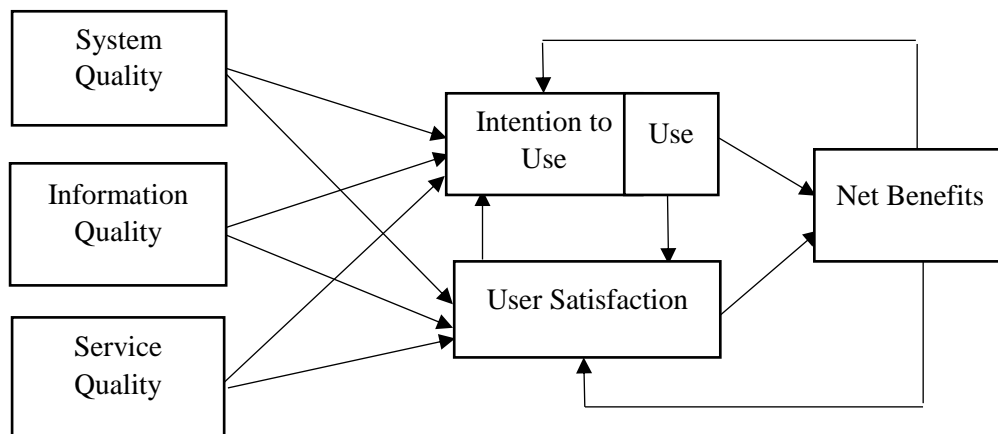 System
Quality
Information
Quality
Service
Quality
Intention to
Use
Use
User Satisfaction
Net Benefits